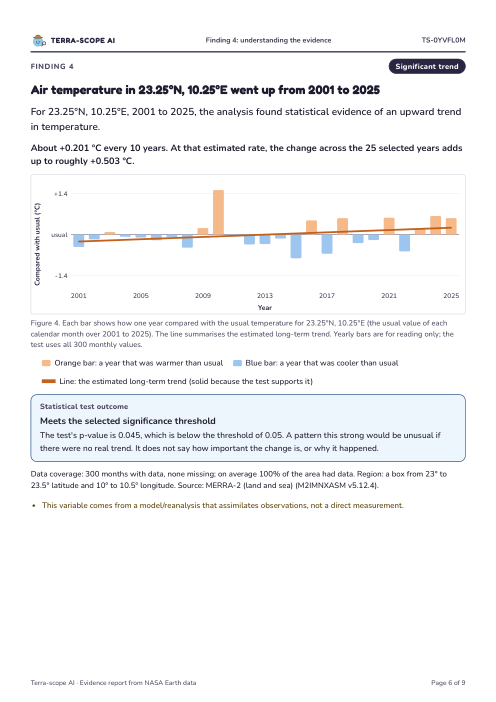 TERRA-SCOPE AI
Finding 4: understanding the evidence
TS-0YVFL0M
FINDING 4
Significant trend
Air temperature in 23.25°N, 10.25°E went up from 2001 to 2025
For 23.25°N, 10.25°E, 2001 to 2025, the analysis found statistical evidence of an upward trend
in temperature.
About +0.201 °C every 10 years. At that estimated rate, the change across the 25 selected years adds
up to roughly +0.503 °C.
Compared with usual (°C)
+1.4
usual
−1.4
2001
2005
2009
2013
2017
2021
2025
Year
Figure 4. Each bar shows how one year compared with the usual temperature for 23.25°N, 10.25°E (the usual value of each
calendar month over 2001 to 2025). The line summarises the estimated long-term trend. Yearly bars are for reading only; the
test uses all 300 monthly values.
Orange bar: a year that was warmer than usual
Blue bar: a year that was cooler than usual
Line: the estimated long-term trend (solid because the test supports it)
Statistical test outcome
Meets the selected significance threshold
The test's p-value is 0.045, which is below the threshold of 0.05. A pattern this strong would be unusual if
there were no real trend. It does not say how important the change is, or why it happened.
Data coverage: 300 months with data, none missing; on average 100% of the area had data. Region: a box from 23° to
23.5° latitude and 10° to 10.5° longitude. Source: MERRA-2 (land and sea) (M2IMNXASM v5.12.4).
• This variable comes from a model/reanalysis that assimilates observations, not a direct measurement.
Terra-scope AI · Evidence report from NASA Earth data
Page 6 of 9